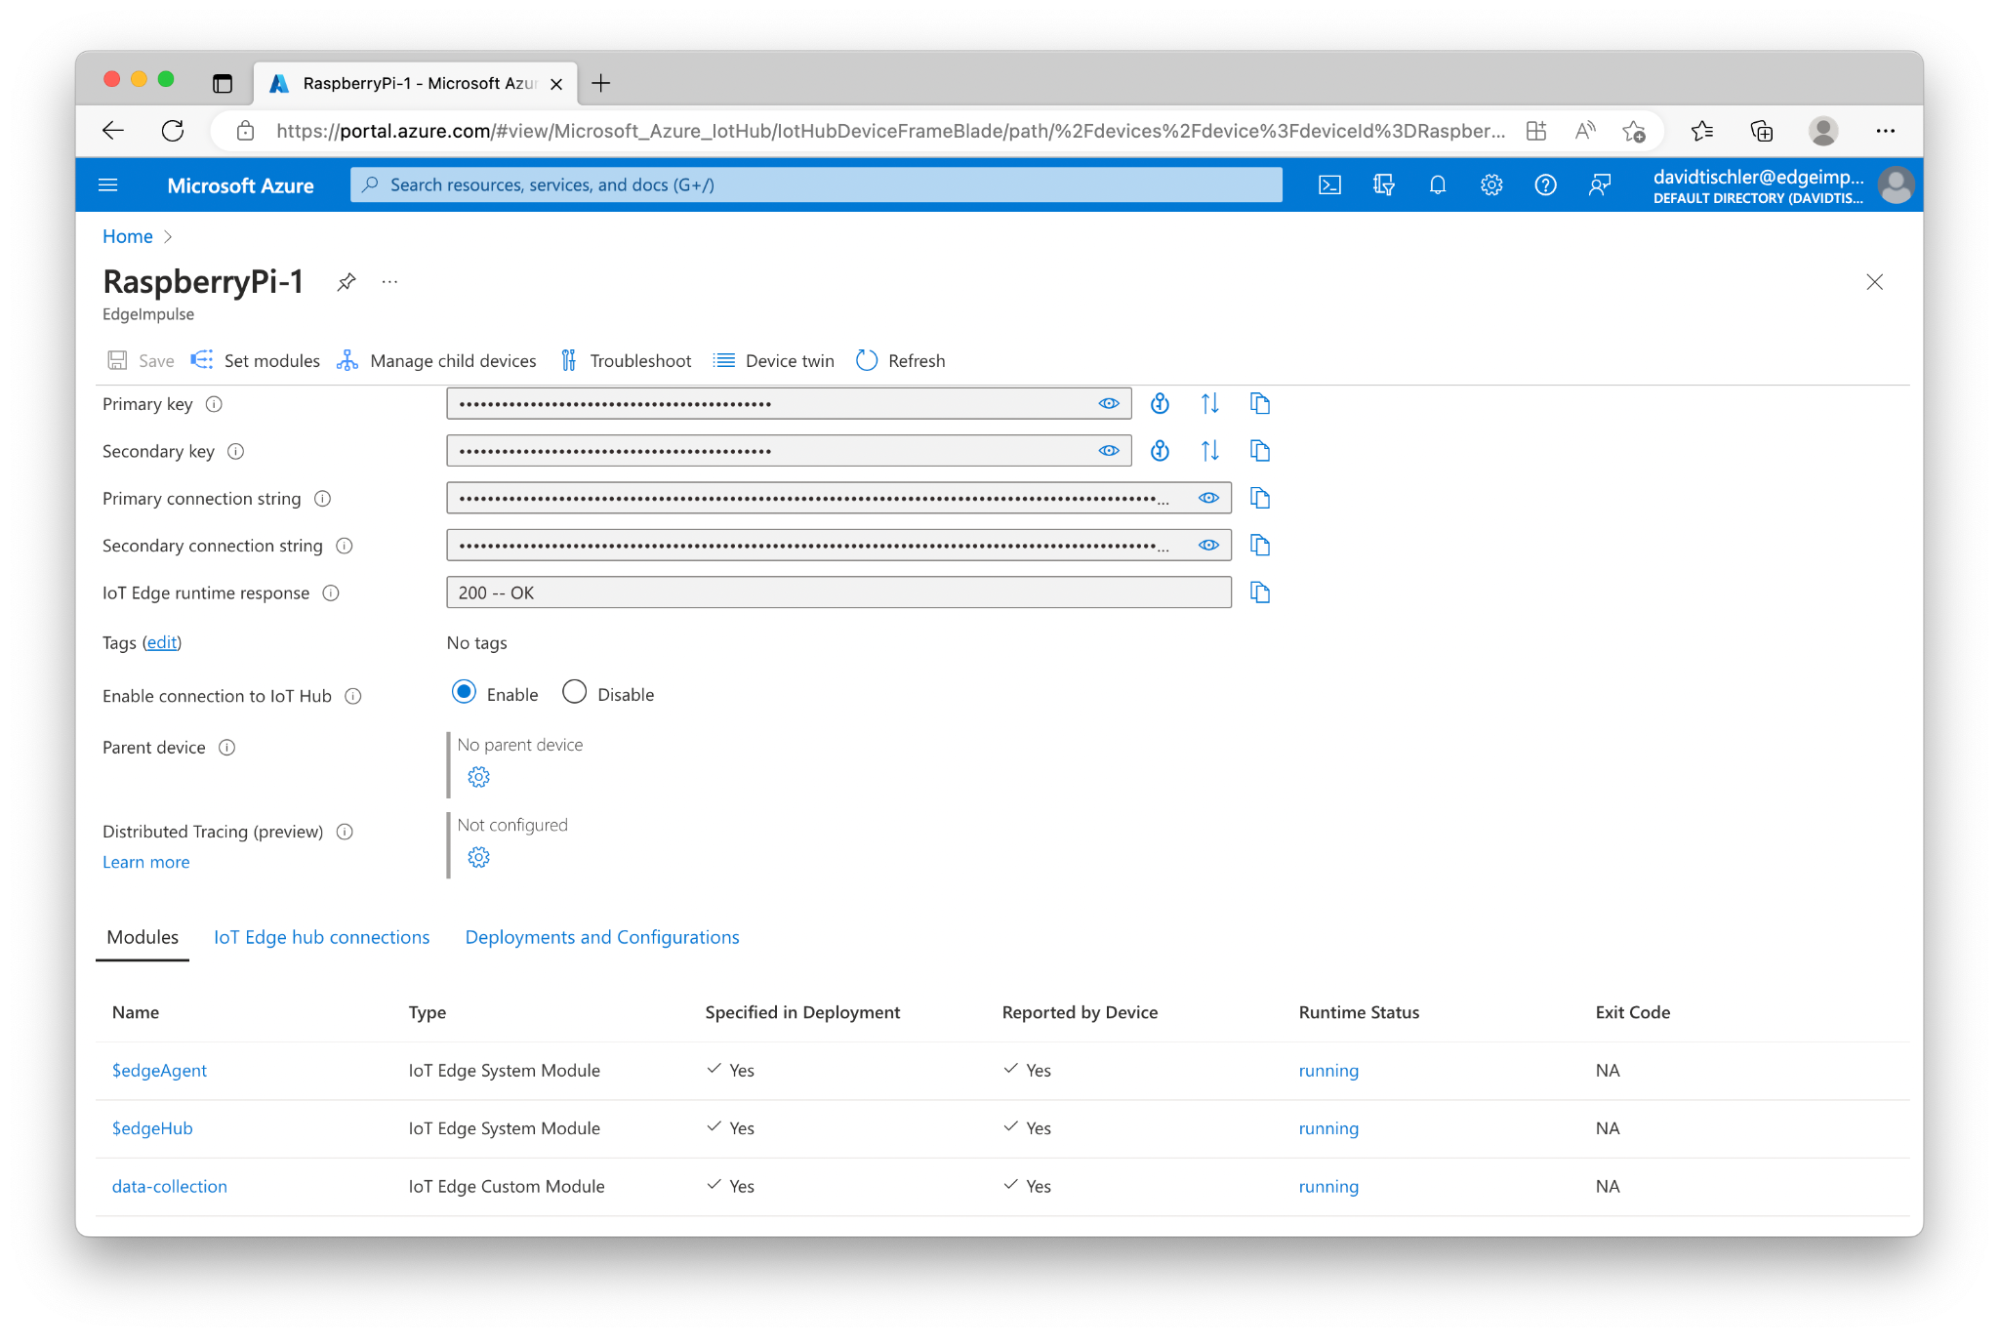 RaspberryPi-1 - Microsoft Azu
https://portal.azure.com/#view/Microsoft_Azure_IotHub/IotHubDeviceFrameBlade/path/%2Fdevices%2Fdevice%3FdeviceId%3DRaspber...
Microsoft Azure
Search resources, services, and docs (G+/)
davidtischler@edgeimp...
DEFAULT DIRECTORY (DAVIDTIS...
Home
RaspberryPi-1
EdgeImpulse
Save Set modules Manage child devices Troubleshoot Device twin Refresh
Primary key
Secondary key
Primary connection string
Secondary connection string
IoT Edge runtime response 200 -- OK
Tags (edit) No tags
Enable connection to IoT Hub Enable Disable
Parent device No parent device
Distributed Tracing (preview) Not configured
Learn more
Modules IoT Edge hub connections Deployments and Configurations
Name Type Specified in Deployment Reported by Device Runtime Status Exit Code
$edgeAgent IoT Edge System Module Yes Yes running NA
$edgeHub IoT Edge System Module Yes Yes running NA
data-collection IoT Edge Custom Module Yes Yes running NA